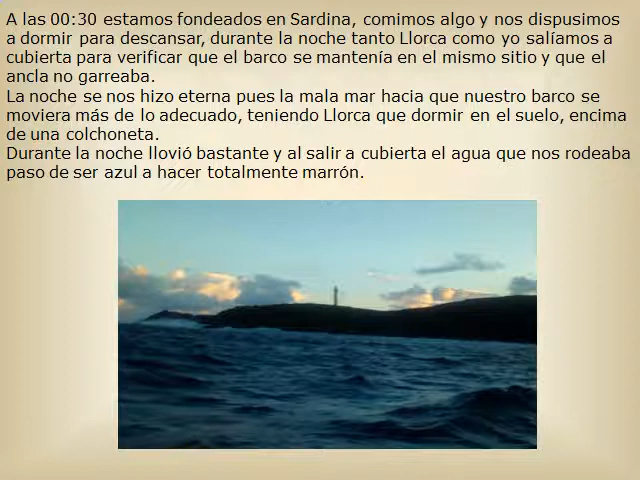 A las 00:30 estamos fondeados en Sardina, comimos algo y nos dispusimos
a dormir para descansar, durante la noche tanto Llorca como yo salíamos a
cubierta para verificar que el barco se mantenía en el mismo sitio y que el
ancla no garreaba.
La noche se nos hizo eterna pues la mala mar hacia que nuestro barco se
moviera más de lo adecuado, teniendo Llorca que dormir en el suelo, encima
de una colchoneta.
Durante la noche llovió bastante y al salir a cubierta el agua que nos rodeaba
paso de ser azul a hacer totalmente marrón.